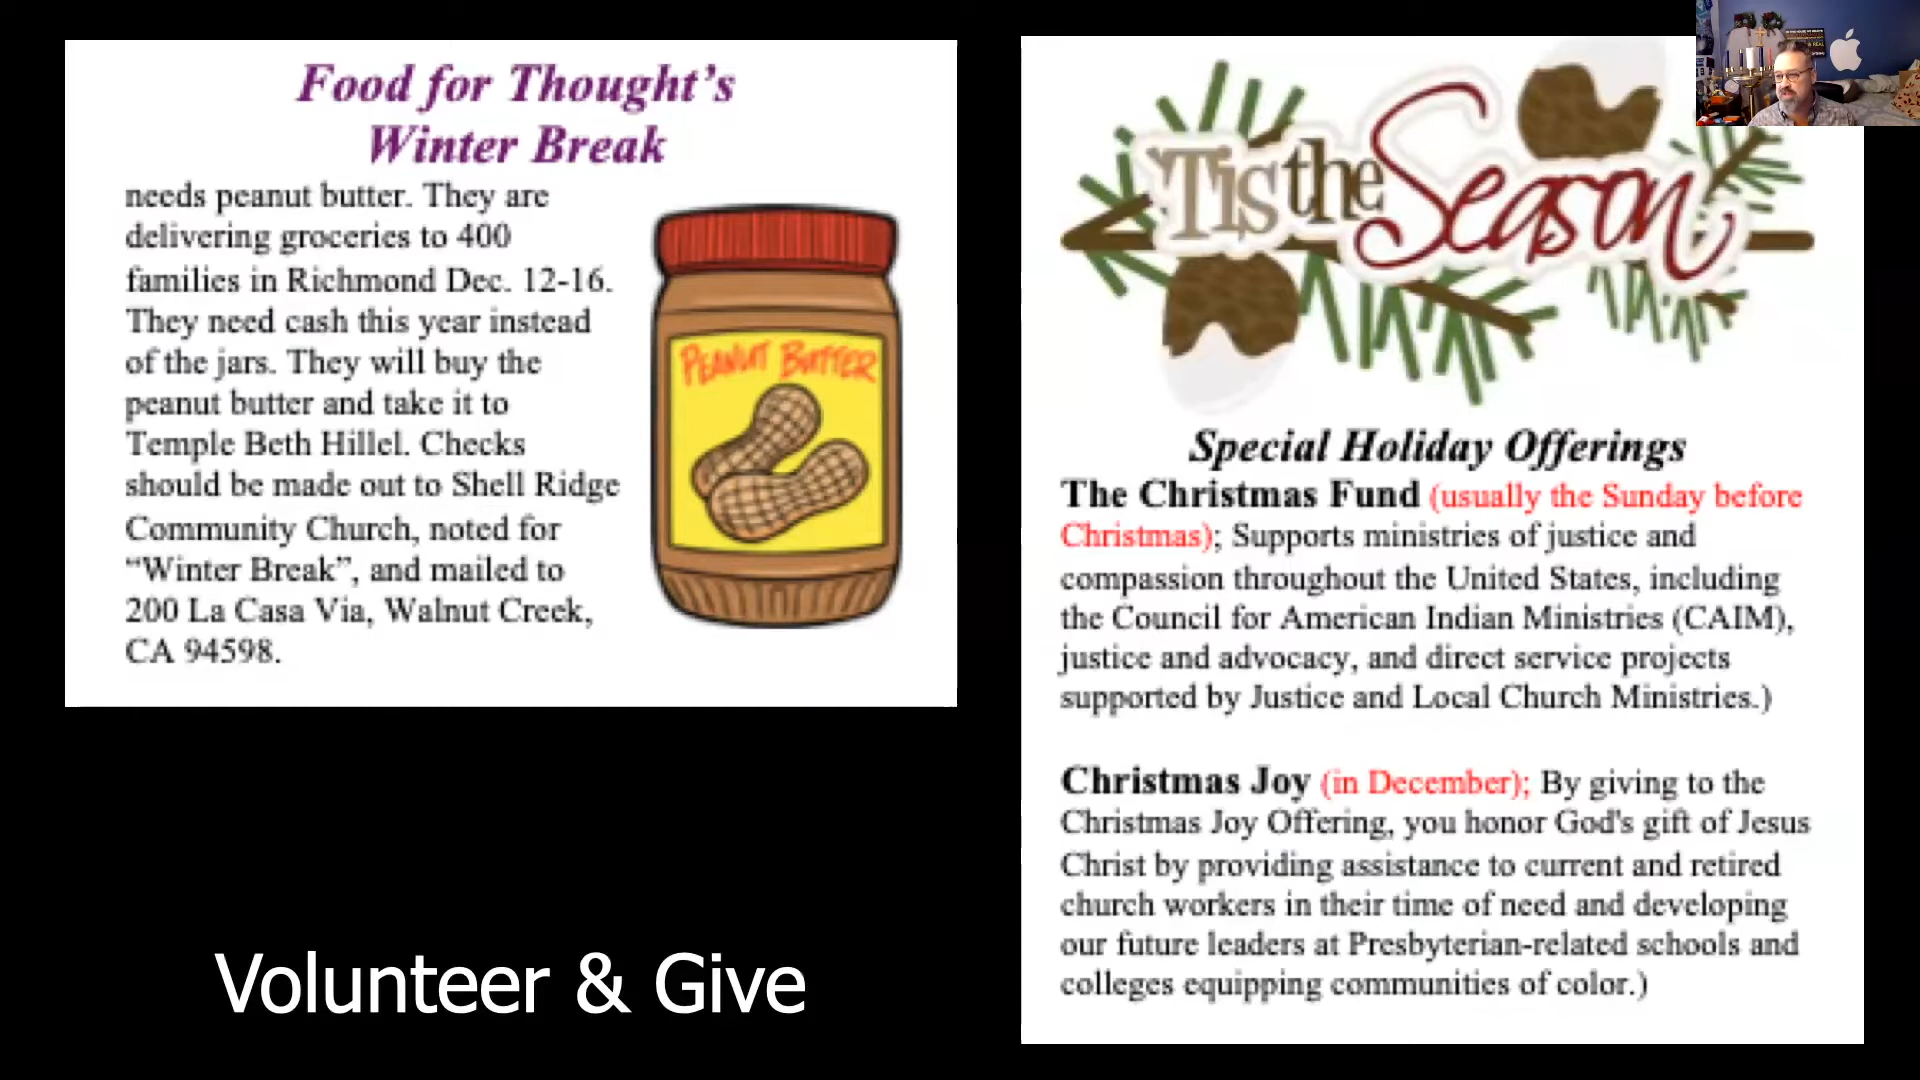 Food for Thought's
Winter Break
needs peanut butter. They are
delivering groceries to 400
families in Richmond Dec. 12-16.
They need cash this year instead
of the jars. They will buy the
peanut butter and take it to
Temple Beth Hillel. Checks
should be made out to Shell Ridge
Community Church, noted for
“Winter Break”, and mailed to
200 La Casa Via, Walnut Creek,
CA 94598.
PEANUT BUTTER
Volunteer & Give
'Tis the Season
Special Holiday Offerings
The Christmas Fund (usually the Sunday before
Christmas); Supports ministries of justice and
compassion throughout the United States, including
the Council for American Indian Ministries (CAIM),
justice and advocacy, and direct service projects
supported by Justice and Local Church Ministries.)
Christmas Joy (in December); By giving to the
Christmas Joy Offering, you honor God's gift of Jesus
Christ by providing assistance to current and retired
church workers in their time of need and developing
our future leaders at Presbyterian-related schools and
colleges equipping communities of color.)